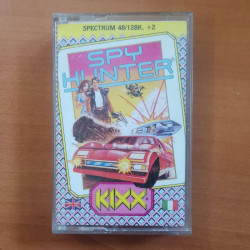 SPECTRUM 48/128K, +2
SPY
HUNTER
KIXX